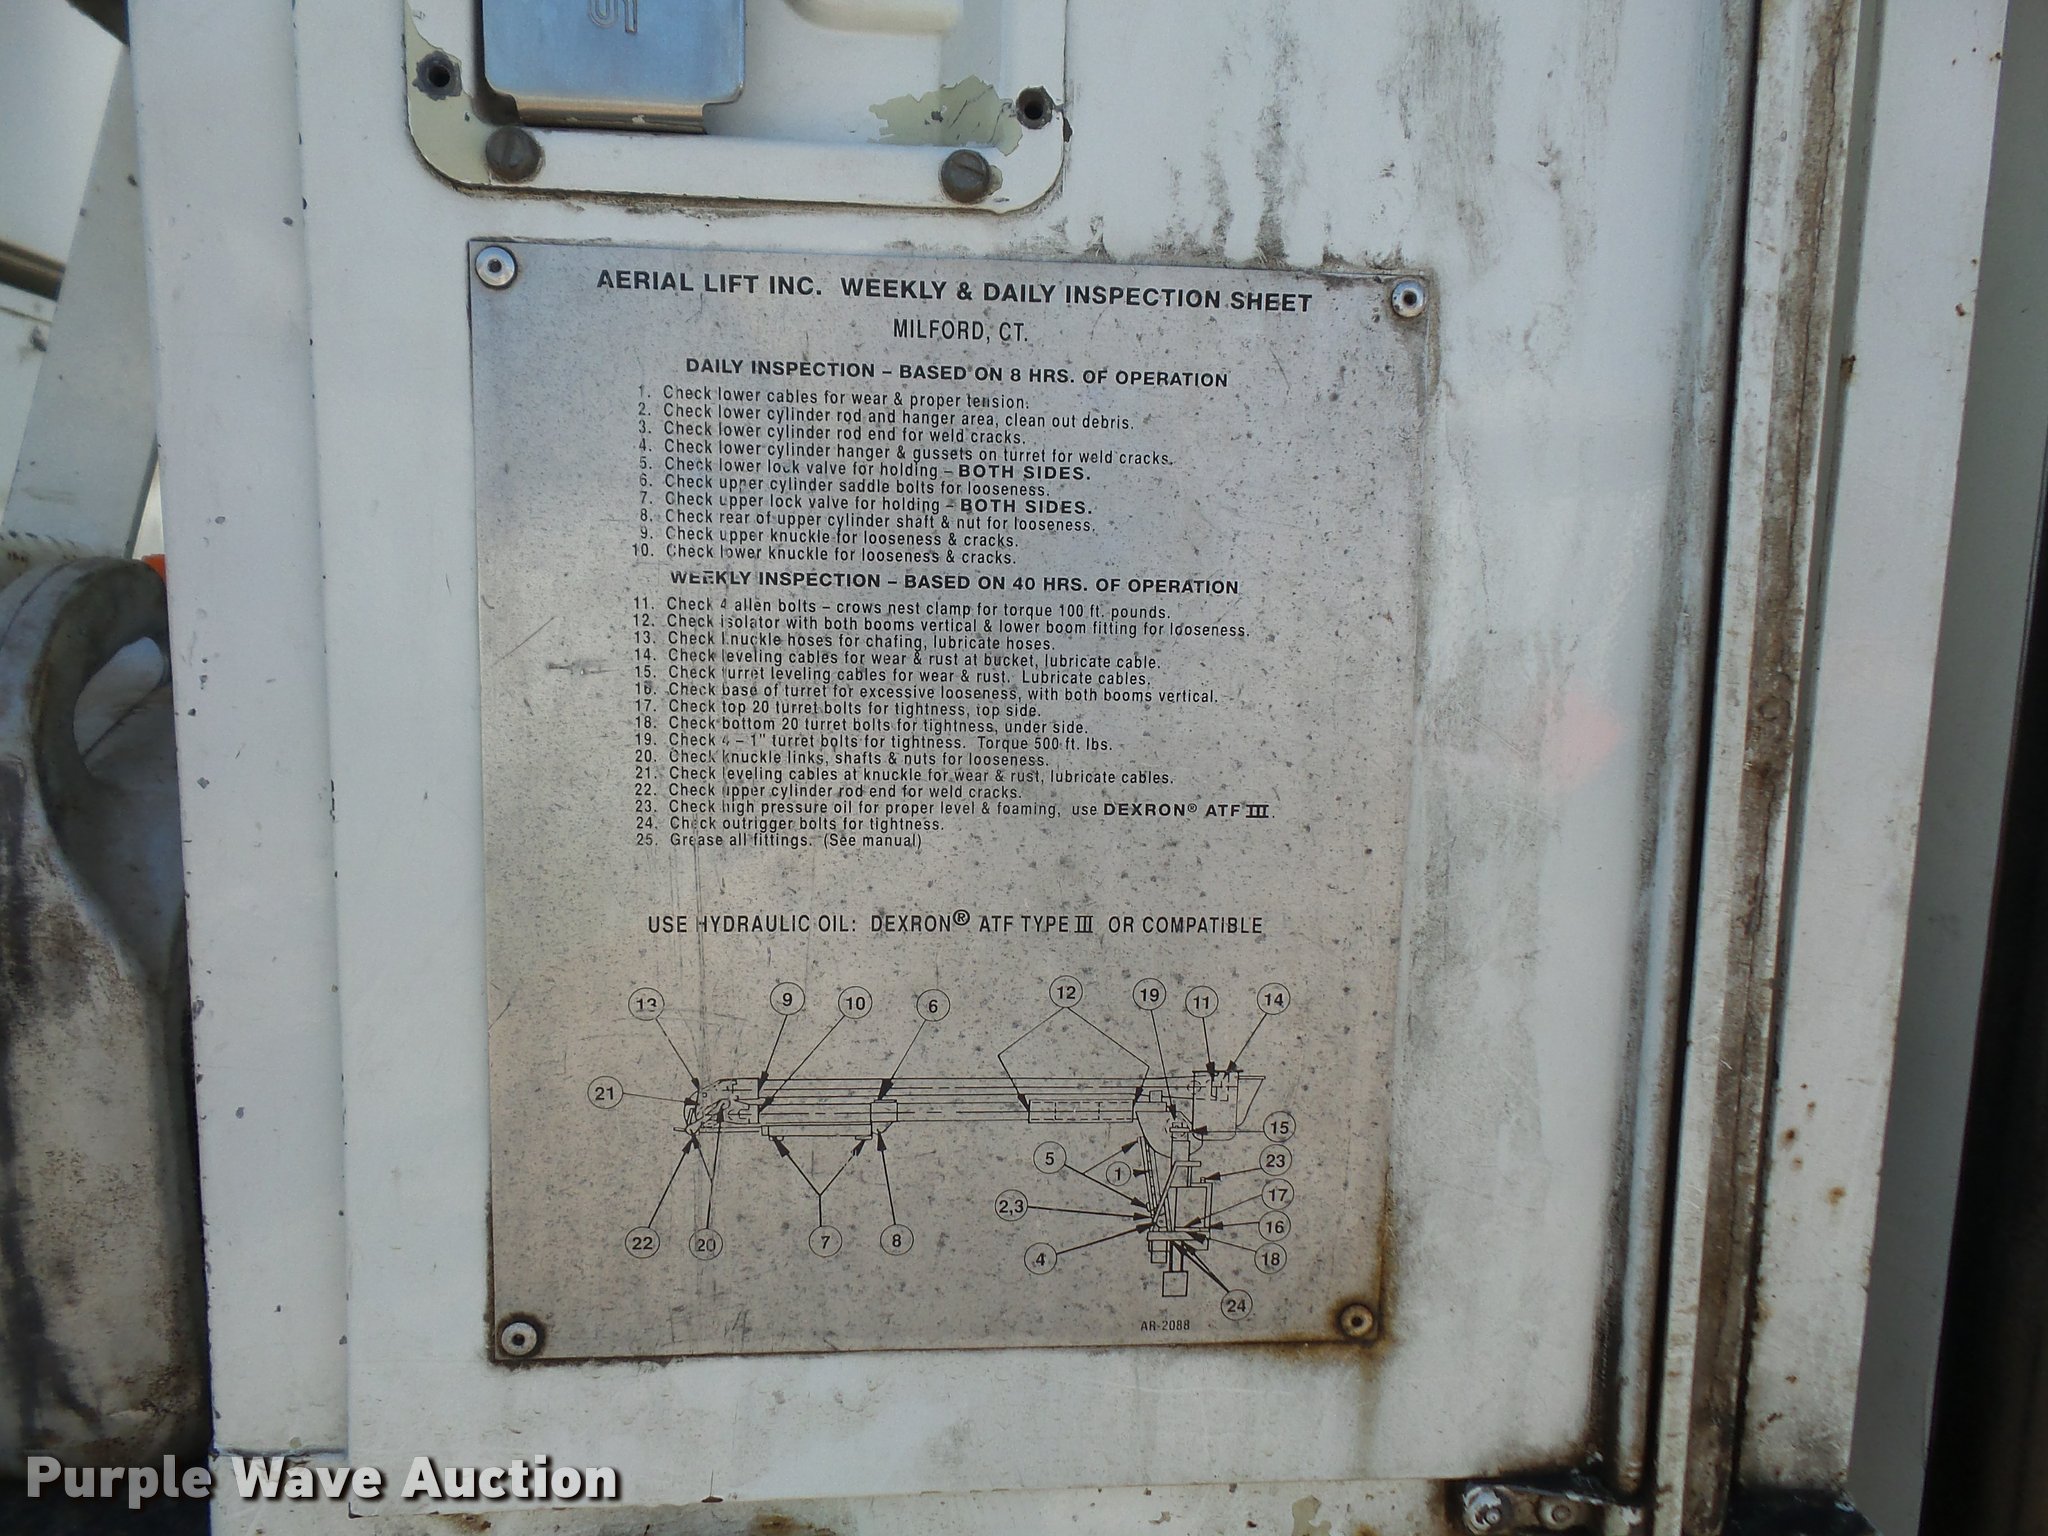 S
AERIAL LIFT INC. WEEKLY & DAILY INSPECTION SHEET
MILFORD, CT.
DAILY INSPECTION – BASED ON 8 HRS. OF OPERATION
1. Check lower cables for wear & proper tension.
2. Check lower cylinder rod and hanger area, clean out debris.
3. Check lower cylinder rod end for weld cracks.
4. Check lower cylinder hanger & gussets on turret for weld cracks.
5. Check lower lock valve for holding – BOTH SIDES.
6. Check upper cylinder saddle bolts for looseness.
7. Check upper lock valve for holding – BOTH SIDES.
8. Check rear of upper cylinder shaft & nut for looseness.
9. Check upper knuckle for looseness & cracks.
10. Check lower knuckle for looseness & cracks.
WEEKLY INSPECTION – BASED ON 40 HRS. OF OPERATION
11. Check 4 allen bolts – crows nest clamp for torque 100 ft. pounds.
12. Check isolator with both booms vertical & lower boom fitting for looseness.
13. Check knuckle hoses for chafing, lubricate hoses.
14. Check leveling cables for wear & rust at bucket, lubricate cable.
15. Check turret leveling cables for wear & rust. Lubricate cables.
16. Check base of turret for excessive looseness, with both booms vertical.
17. Check top 20 turret bolts for tightness, top side.
18. Check bottom 20 turret bolts for tightness, under side.
19. Check 4 – 1" turret bolts for tightness. Torque 500 ft. lbs.
20. Check knuckle links, shafts & nuts for looseness.
21. Check leveling cables at knuckle for wear & rust, lubricate cables.
22. Check upper cylinder rod end for weld cracks.
23. Check high pressure oil for proper level & foaming, use DEXRON® ATF III.
24. Check outrigger bolts for tightness.
25. Grease all fittings. (See manual)
USE HYDRAULIC OIL: DEXRON® ATF TYPE III OR COMPATIBLE
13 9 10 6 12 19 11 14
21
15
5 1 23
2,3 17
16
22 20 7 8 4 18
24
AR-2088
Purple Wave Auction